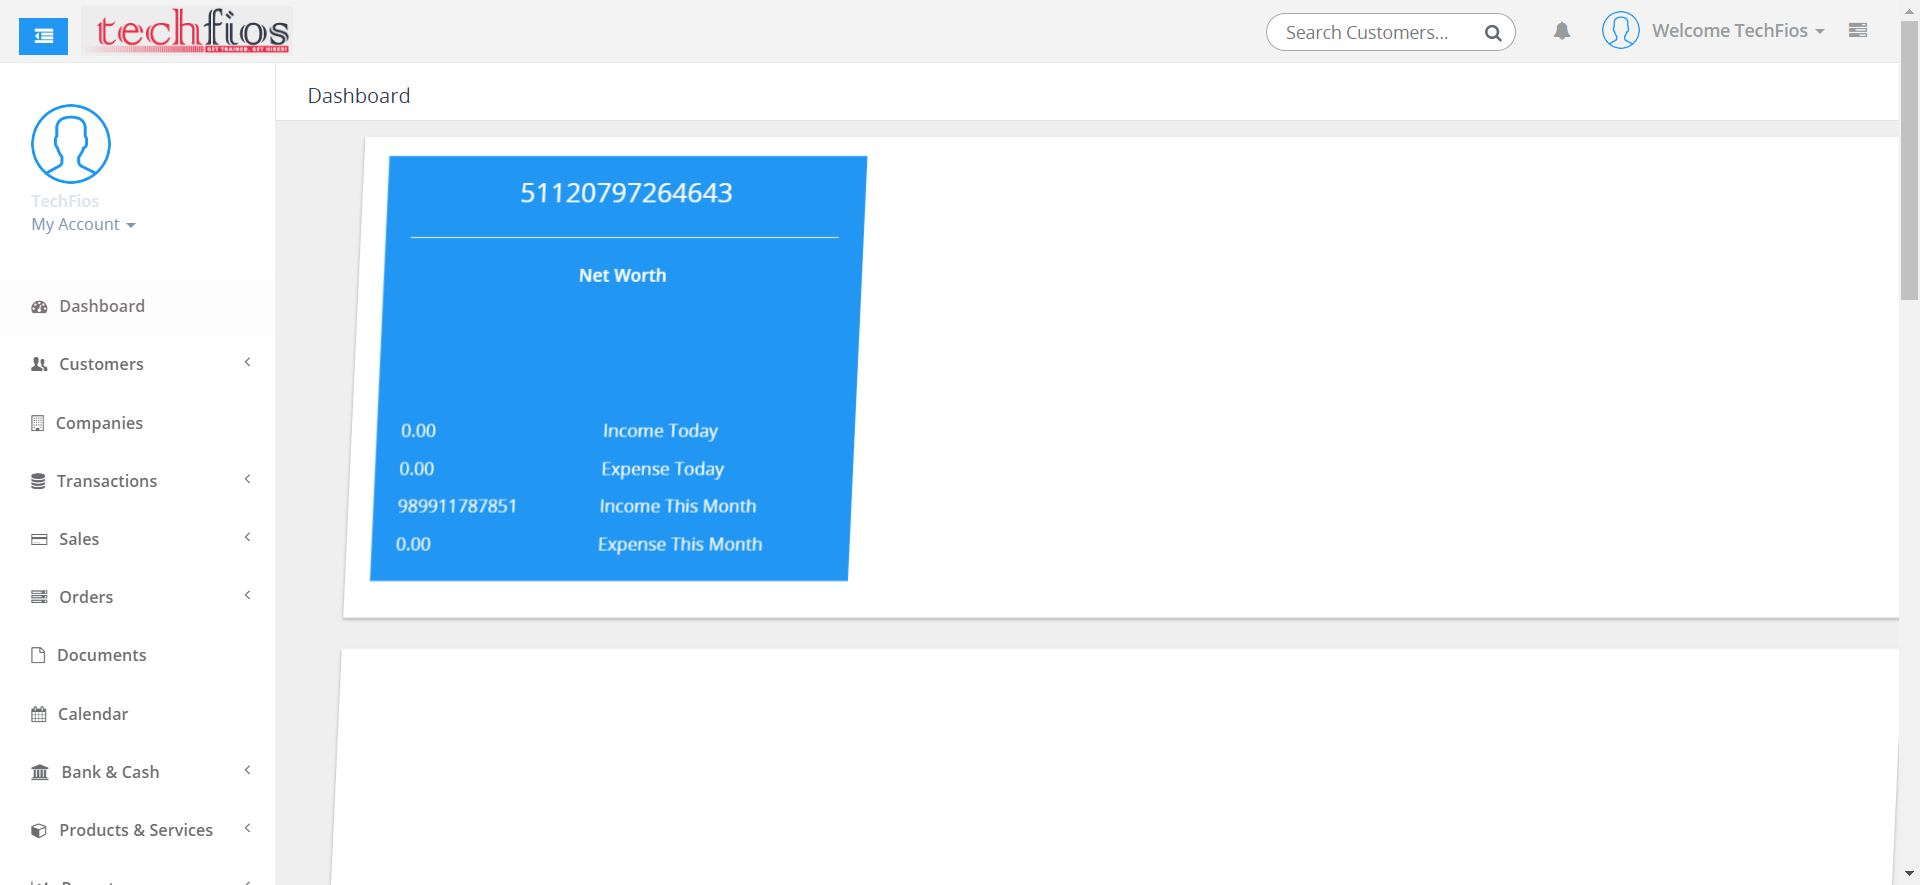 techfios
GET TRAINED. GET HIRED!
Search Customers...
Welcome TechFios
TechFios
My Account
Dashboard
Customers
Companies
Transactions
Sales
Orders
Documents
Calendar
Bank & Cash
Products & Services
Dashboard
51120797264643
Net Worth
0.00 Income Today
0.00 Expense Today
989911787851 Income This Month
0.00 Expense This Month